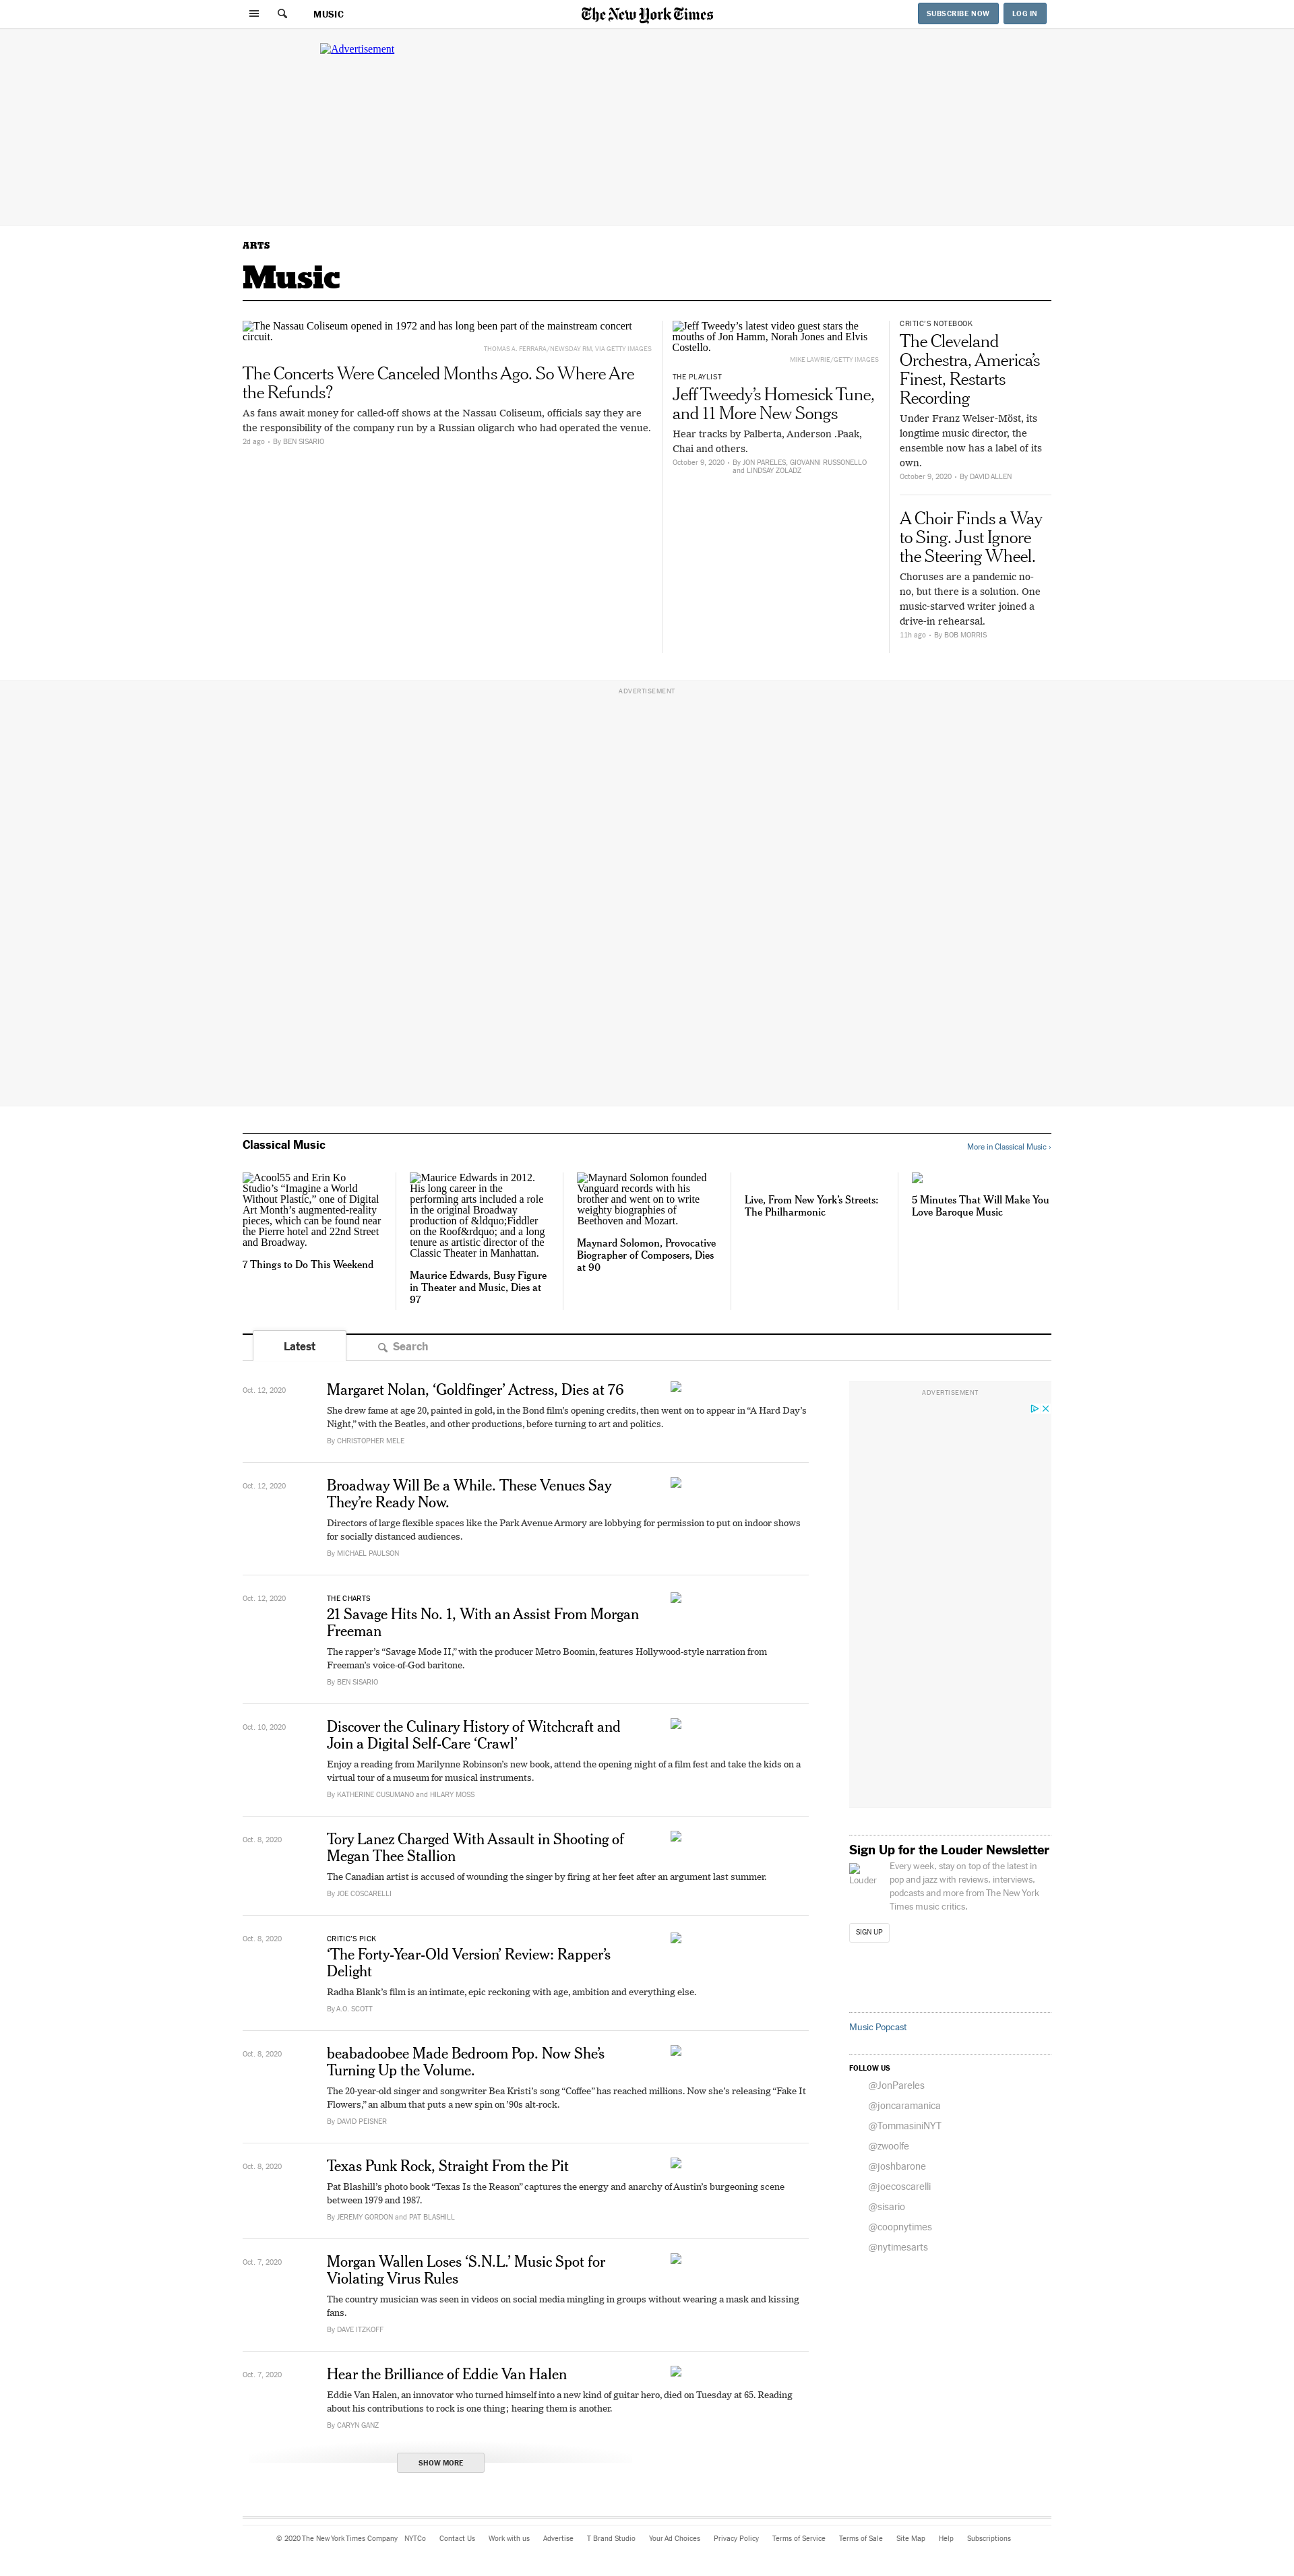 MUSIC
The New York Times
SUBSCRIBE NOW
LOG IN
Advertisement
ARTS
Music
The Nassau Coliseum opened in 1972 and has long been part of the mainstream concert
circuit.
THOMAS A. FERRARA/NEWSDAY RM, VIA GETTY IMAGES
The Concerts Were Canceled Months Ago. So Where Are
the Refunds?
As fans await money for called-off shows at the Nassau Coliseum, officials say they are
the responsibility of the company run by a Russian oligarch who had operated the venue.
2d ago - By BEN SISARIO
Jeff Tweedy’s latest video guest stars the
mouths of Jon Hamm, Norah Jones and Elvis
Costello.
MIKE LAWRIE/GETTY IMAGES
THE PLAYLIST
Jeff Tweedy’s Homesick Tune,
and 11 More New Songs
Hear tracks by Palberta, Anderson .Paak,
Chai and others.
October 9, 2020 - By JON PARELES, GIOVANNI RUSSONELLO
and LINDSAY ZOLADZ
CRITIC’S NOTEBOOK
The Cleveland
Orchestra, America’s
Finest, Restarts
Recording
Under Franz Welser-Möst, its
longtime music director, the
ensemble now has a label of its
own.
October 9, 2020 - By DAVID ALLEN
A Choir Finds a Way
to Sing. Just Ignore
the Steering Wheel.
Choruses are a pandemic no-
no, but there is a solution. One
music-starved writer joined a
drive-in rehearsal.
11h ago - By BOB MORRIS
ADVERTISEMENT
Classical Music
More in Classical Music ›
Acool55 and Erin Ko
Studio’s “Imagine a World
Without Plastic,” one of Digital
Art Month’s augmented-reality
pieces, which can be found near
the Pierre hotel and 22nd Street
and Broadway.
7 Things to Do This Weekend
Maurice Edwards in 2012.
His long career in the
performing arts included a role
in the original Broadway
production of &ldquo;Fiddler
on the Roof&rdquo; and a long
tenure as artistic director of the
Classic Theater in Manhattan.
Maurice Edwards, Busy Figure
in Theater and Music, Dies at
97
Maynard Solomon founded
Vanguard records with his
brother and went on to write
weighty biographies of
Beethoven and Mozart.
Maynard Solomon, Provocative
Biographer of Composers, Dies
at 90
Live, From New York’s Streets:
The Philharmonic
5 Minutes That Will Make You
Love Baroque Music
Latest
Search
Oct. 12, 2020
Margaret Nolan, ‘Goldfinger’ Actress, Dies at 76
She drew fame at age 20, painted in gold, in the Bond film’s opening credits, then went on to appear in “A Hard Day’s
Night,” with the Beatles, and other productions, before turning to art and politics.
By CHRISTOPHER MELE
Oct. 12, 2020
Broadway Will Be a While. These Venues Say
They’re Ready Now.
Directors of large flexible spaces like the Park Avenue Armory are lobbying for permission to put on indoor shows
for socially distanced audiences.
By MICHAEL PAULSON
Oct. 12, 2020
THE CHARTS
21 Savage Hits No. 1, With an Assist From Morgan
Freeman
The rapper’s “Savage Mode II,” with the producer Metro Boomin, features Hollywood-style narration from
Freeman’s voice-of-God baritone.
By BEN SISARIO
Oct. 10, 2020
Discover the Culinary History of Witchcraft and
Join a Digital Self-Care ‘Crawl’
Enjoy a reading from Marilynne Robinson’s new book, attend the opening night of a film fest and take the kids on a
virtual tour of a museum for musical instruments.
By KATHERINE CUSUMANO and HILARY MOSS
Oct. 8, 2020
Tory Lanez Charged With Assault in Shooting of
Megan Thee Stallion
The Canadian artist is accused of wounding the singer by firing at her feet after an argument last summer.
By JOE COSCARELLI
Oct. 8, 2020
CRITIC’S PICK
‘The Forty-Year-Old Version’ Review: Rapper’s
Delight
Radha Blank’s film is an intimate, epic reckoning with age, ambition and everything else.
By A.O. SCOTT
Oct. 8, 2020
beabadoobee Made Bedroom Pop. Now She’s
Turning Up the Volume.
The 20-year-old singer and songwriter Bea Kristi’s song “Coffee” has reached millions. Now she’s releasing “Fake It
Flowers,” an album that puts a new spin on ’90s alt-rock.
By DAVID PEISNER
Oct. 8, 2020
Texas Punk Rock, Straight From the Pit
Pat Blashill’s photo book “Texas Is the Reason” captures the energy and anarchy of Austin’s burgeoning scene
between 1979 and 1987.
By JEREMY GORDON and PAT BLASHILL
Oct. 7, 2020
Morgan Wallen Loses ‘S.N.L.’ Music Spot for
Violating Virus Rules
The country musician was seen in videos on social media mingling in groups without wearing a mask and kissing
fans.
By DAVE ITZKOFF
Oct. 7, 2020
Hear the Brilliance of Eddie Van Halen
Eddie Van Halen, an innovator who turned himself into a new kind of guitar hero, died on Tuesday at 65. Reading
about his contributions to rock is one thing; hearing them is another.
By CARYN GANZ
SHOW MORE
ADVERTISEMENT
Sign Up for the Louder Newsletter
Louder
Every week, stay on top of the latest in
pop and jazz with reviews, interviews,
podcasts and more from The New York
Times music critics.
SIGN UP
Music Popcast
FOLLOW US
@JonPareles
@joncaramanica
@TommasiniNYT
@zwoolfe
@joshbarone
@joecoscarelli
@sisario
@coopnytimes
@nytimesarts
© 2020 The New York Times Company NYTCo Contact Us Work with us Advertise T Brand Studio Your Ad Choices Privacy Policy Terms of Service Terms of Sale Site Map Help Subscriptions